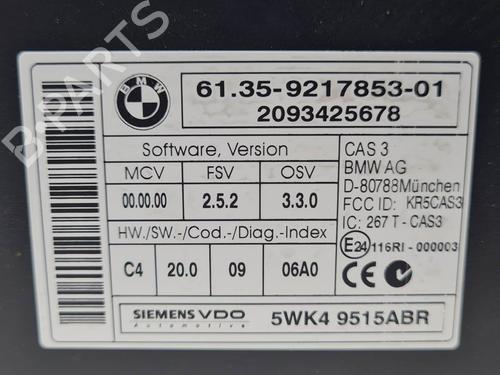 BMW
61.35-9217853-01
2093425678
Software, Version
MCV FSV OSV
00.00.00 2.5.2 3.3.0
HW./SW.-/Cod.-/Diag.-Index
C4 20.0 09 06A0
CAS 3
BMW AG
D-80788München
FCC ID: KR5CAS3
IC: 267 T - CAS3
E24 116RI - 000003
CE
SIEMENS VDO
Automotive
5WK4 9515ABR
B-PARTS